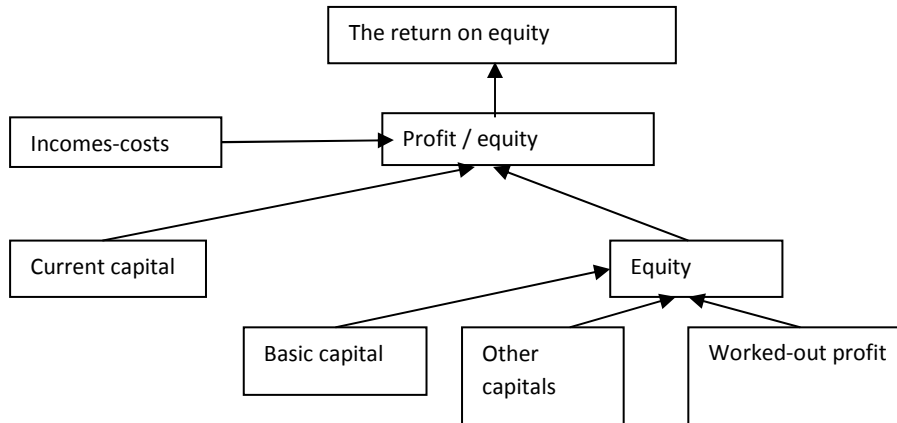 The return on equity
Incomes-costs
Profit / equity
Current capital
Equity
Basic capital
Other
capitals
Worked-out profit